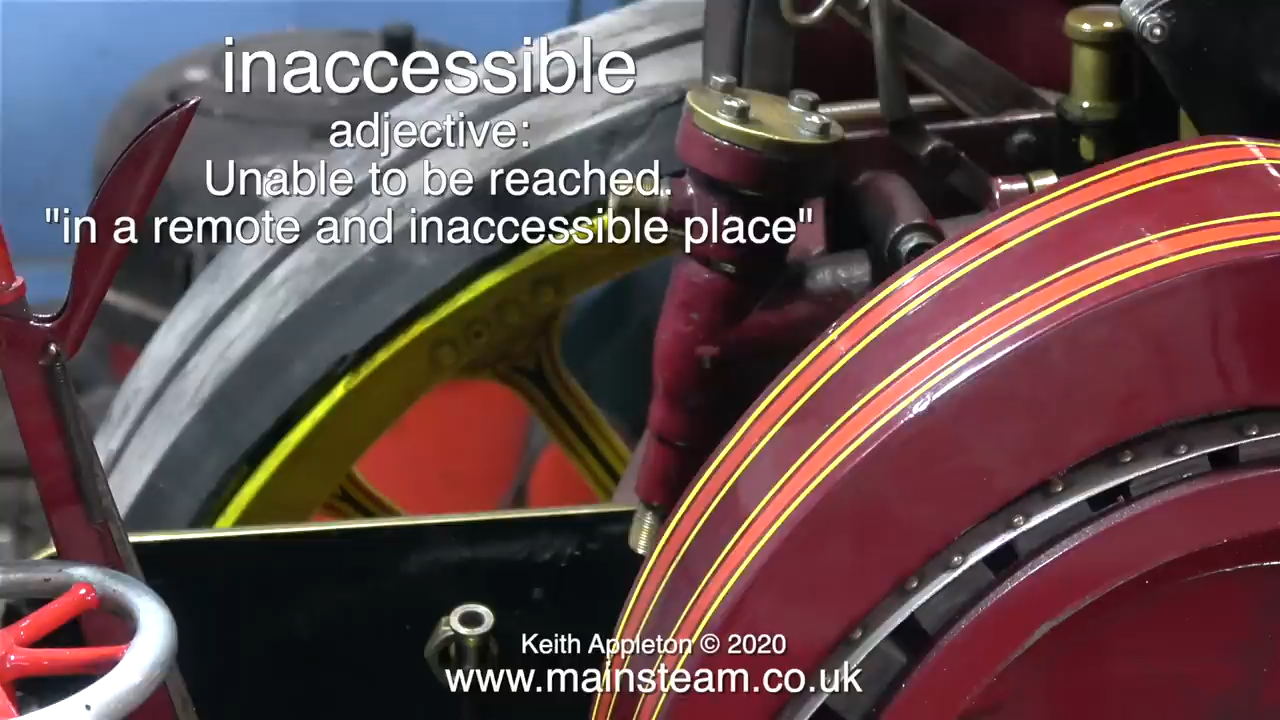 inaccessible
adjective:
Unable to be reached.
"in a remote and inaccessible place"
Keith Appleton © 2020
www.mainsteam.co.uk